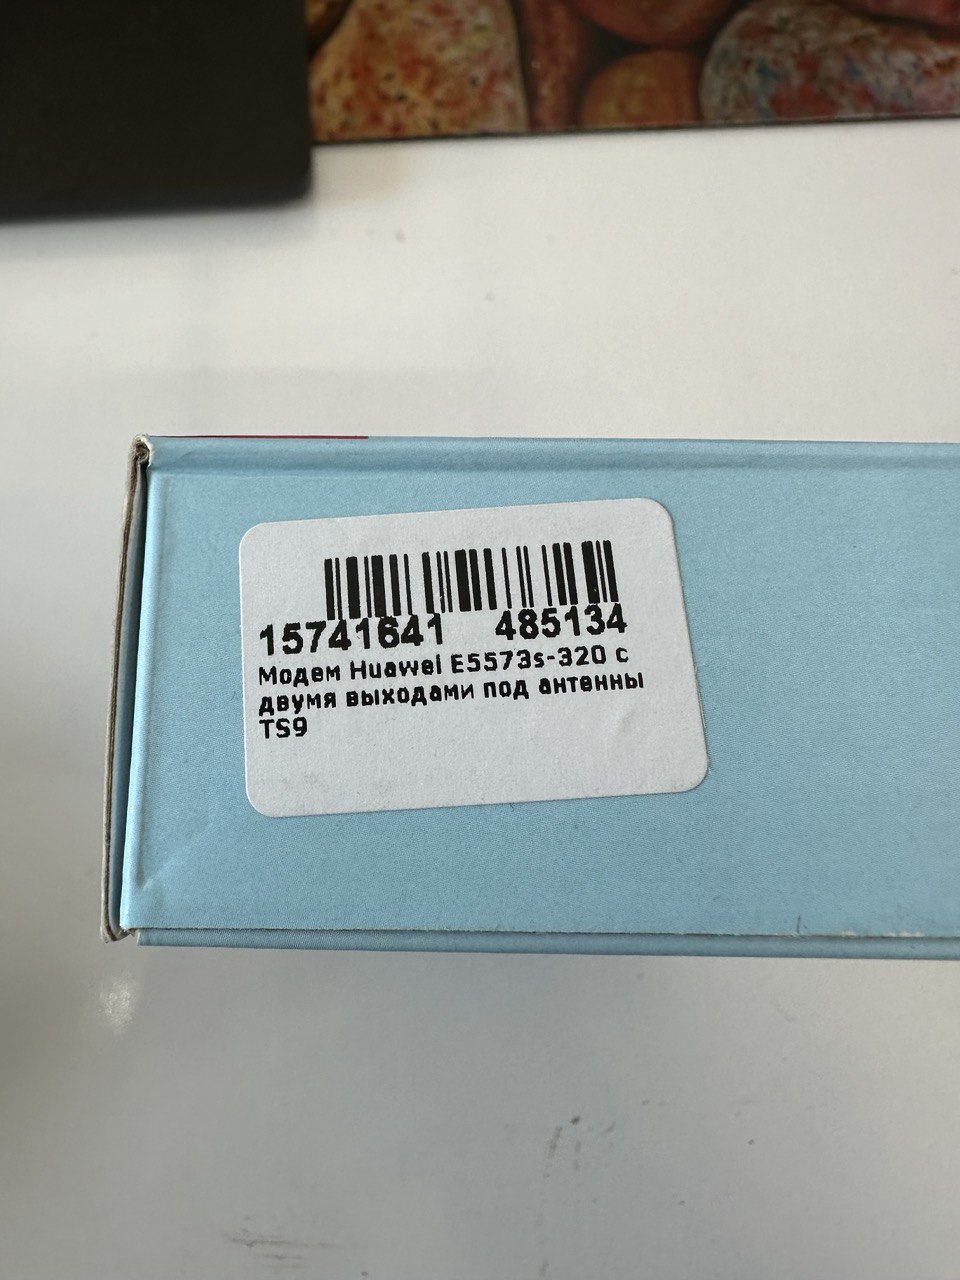 15741641 485134
Модем Huawei E5573s-320 с
двумя выходами под антенны
TS9